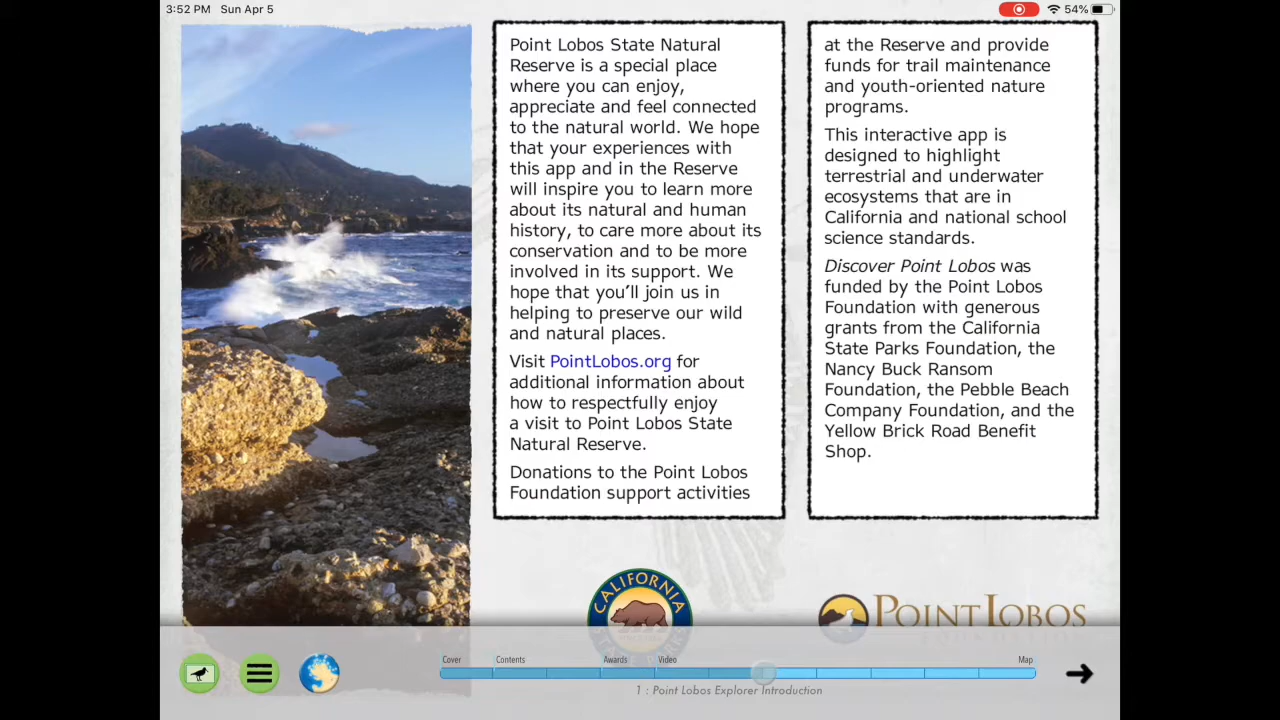 3:52 PM Sun Apr 5
54%
Point Lobos State Natural
Reserve is a special place
where you can enjoy,
appreciate and feel connected
to the natural world. We hope
that your experiences with
this app and in the Reserve
will inspire you to learn more
about its natural and human
history, to care more about its
conservation and to be more
involved in its support. We
hope that you’ll join us in
helping to preserve our wild
and natural places.
Visit PointLobos.org for
additional information about
how to respectfully enjoy
a visit to Point Lobos State
Natural Reserve.
Donations to the Point Lobos
Foundation support activities
at the Reserve and provide
funds for trail maintenance
and youth-oriented nature
programs.
This interactive app is
designed to highlight
terrestrial and underwater
ecosystems that are in
California and national school
science standards.
Discover Point Lobos was
funded by the Point Lobos
Foundation with generous
grants from the California
State Parks Foundation, the
Nancy Buck Ransom
Foundation, the Pebble Beach
Company Foundation, and the
Yellow Brick Road Benefit
Shop.
CALIFORNIA
POINT LOBOS
Cover Contents Awards Video Map
1 : Point Lobos Explorer Introduction